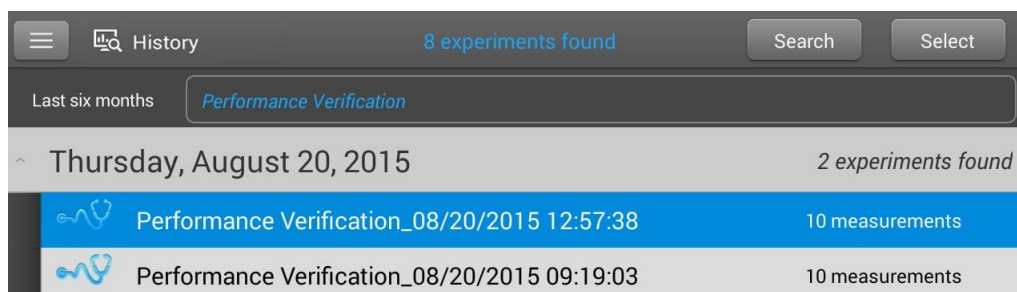 History 8 experiments found Search Select
Last six months Performance Verification
Thursday, August 20, 2015 2 experiments found
Performance Verification_08/20/2015 12:57:38 10 measurements
Performance Verification_08/20/2015 09:19:03 10 measurements